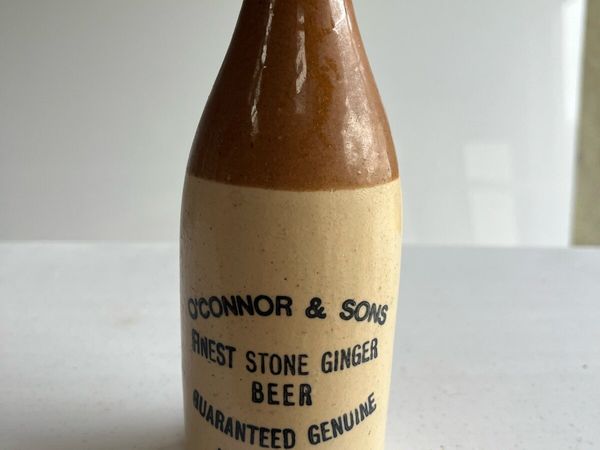 O'CONNOR & SONS
FINEST STONE GINGER
BEER
GUARANTEED GENUINE